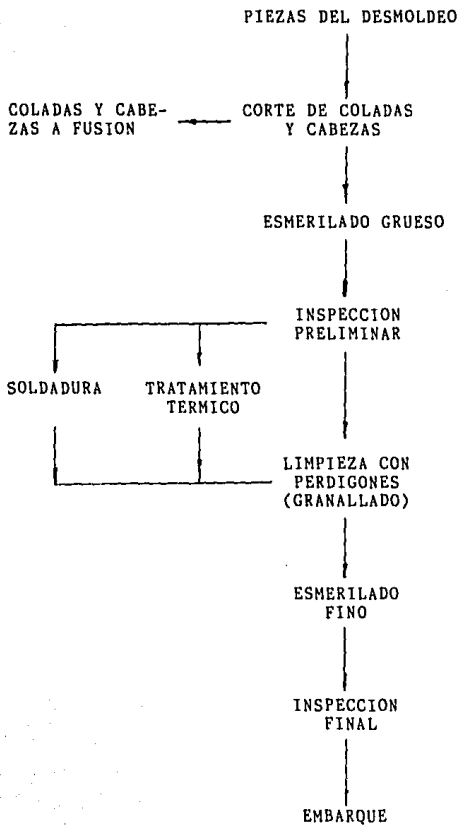 PIEZAS DEL DESMOLDEO
COLADAS Y CABE-
ZAS A FUSION
CORTE DE COLADAS
Y CABEZAS
ESMERILADO GRUESO
INSPECCION
PRELIMINAR
SOLDADURA
TRATAMIENTO
TERMICO
LIMPIEZA CON
PERDIGONES
(GRANALLADO)
ESMERILADO
FINO
INSPECCION
FINAL
EMBARQUE